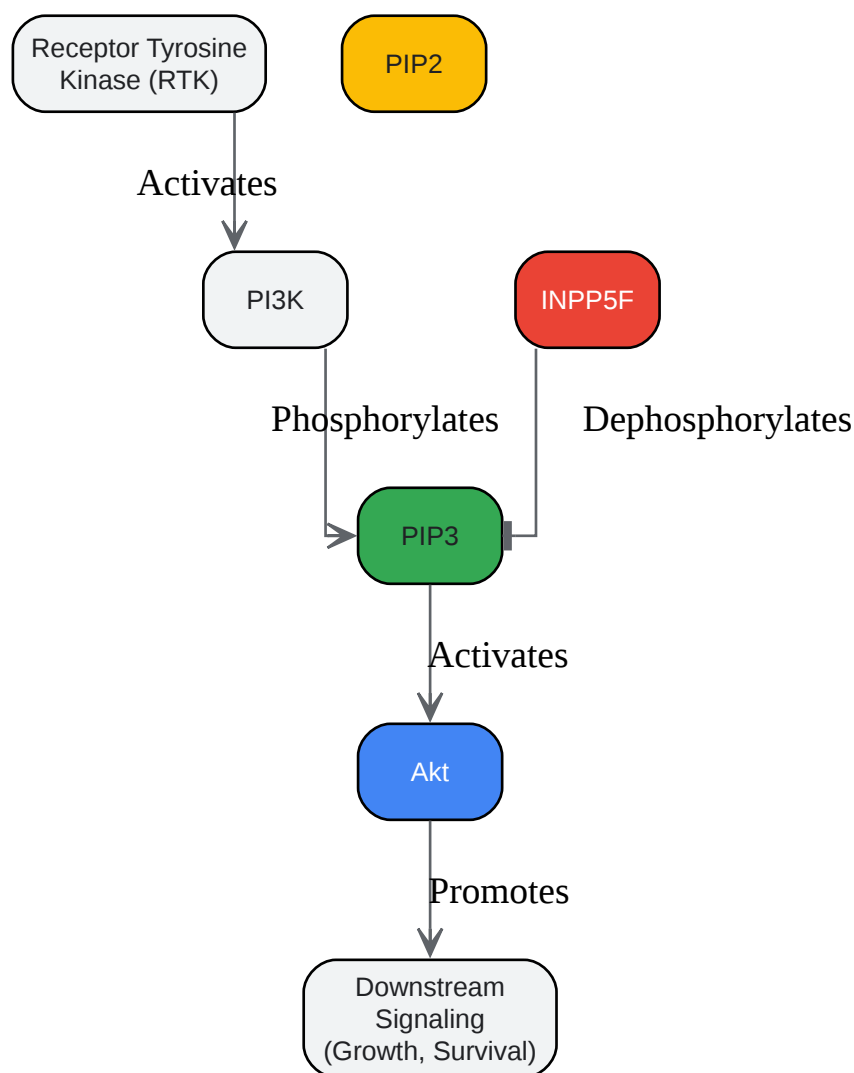 Receptor Tyrosine
Kinase (RTK)
PIP2
Activates
PI3K
INPP5F
Phosphorylates
Dephosphorylates
PIP3
Activates
Akt
Promotes
Downstream
Signaling
(Growth, Survival)